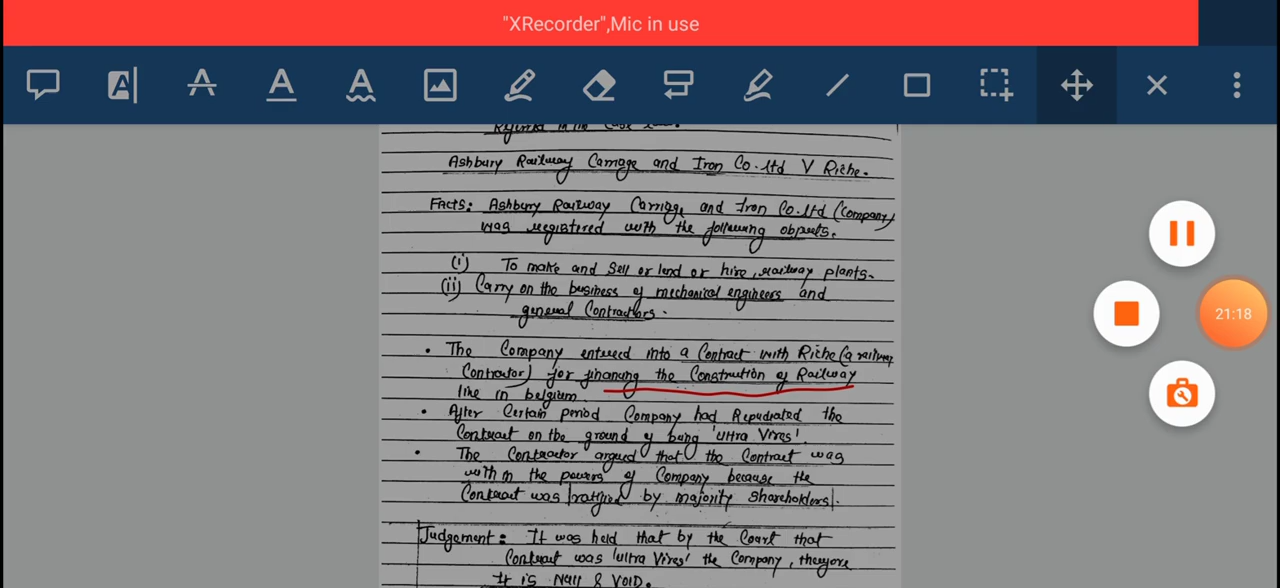 "XRecorder",Mic in use
Ashbury Railway Carriage and Iron Co. ltd V Riche.
Facts: Ashbury Railway Carriage and Iron Co. ltd (Company)
was registered with the following objects.
(i) To make and Sell or lend or hire, railway plants.
(ii) Carry on the business of mechanical engineers and
general Contractors.
• The Company entered into a Contract with Riche (a railway
Contractor) for financing the Construction of Railway
line in belgium
• After Certain period Company had Repudiated the
Contract on the ground of being 'ultra Vires'.
• The Contractor argued that the Contract was
within the powers of Company because the
Contract was ratified by majority Shareholders.
21:18
Judgement: It was held that by the Court that
Contract was 'ultra Vires' the Company, therefore
It is Null & VOID.